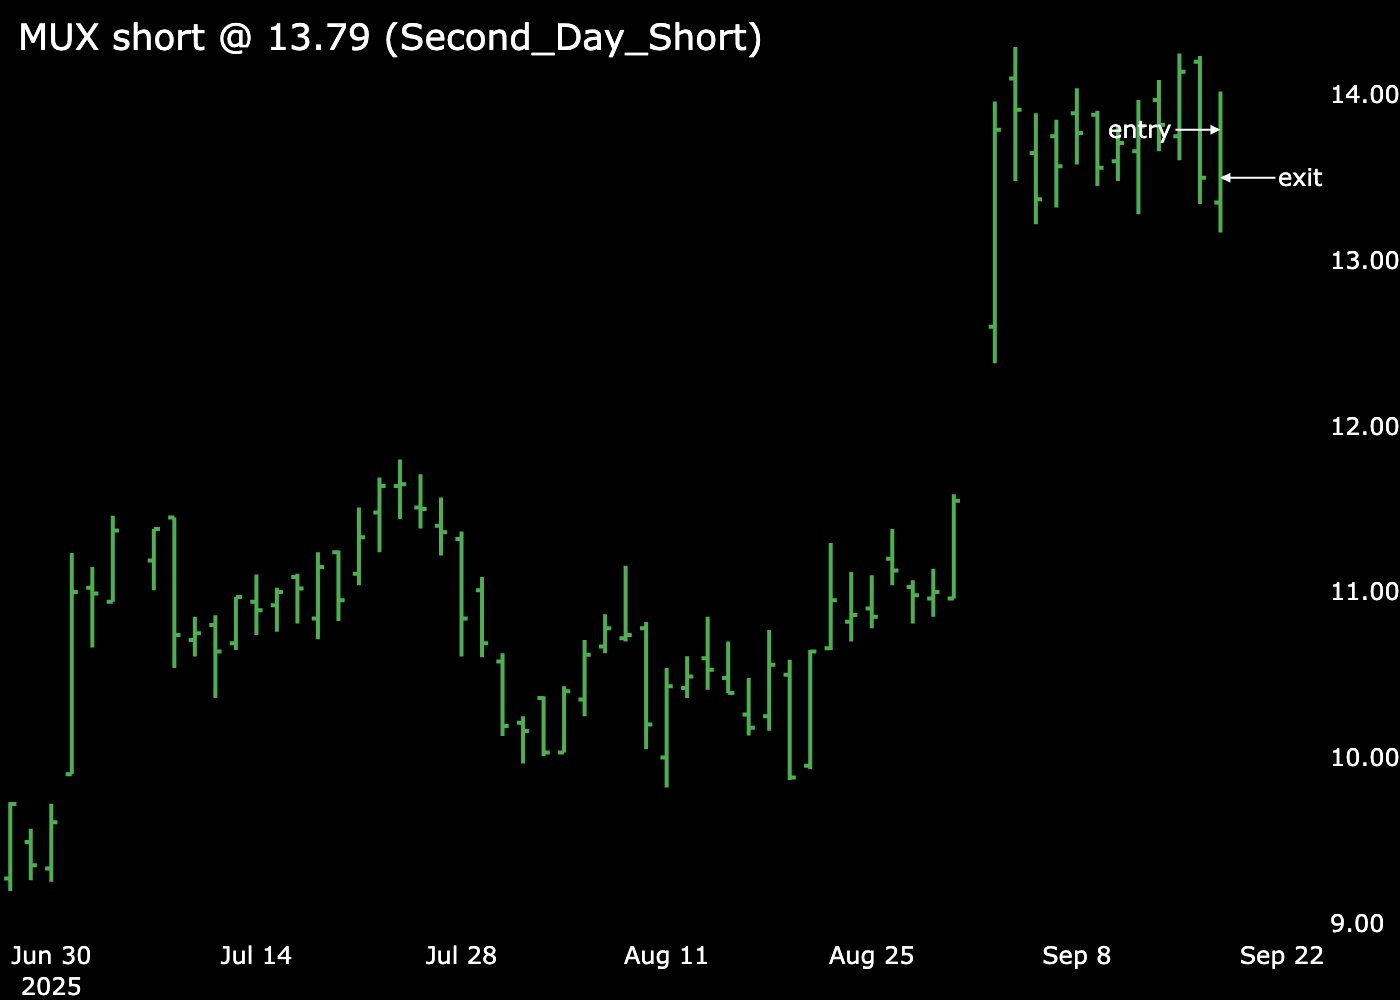 MUX short @ 13.79 (Second_Day_Short)
14.00
entry
exit
13.00
12.00
11.00
10.00
9.00
Jun 30
2025
Jul 14
Jul 28
Aug 11
Aug 25
Sep 8
Sep 22